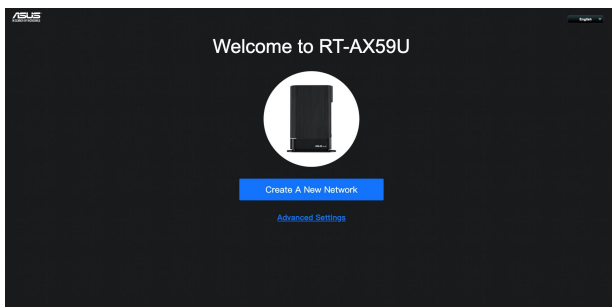 ASUS
English
Welcome to RT-AX59U
Create A New Network
Advanced Settings